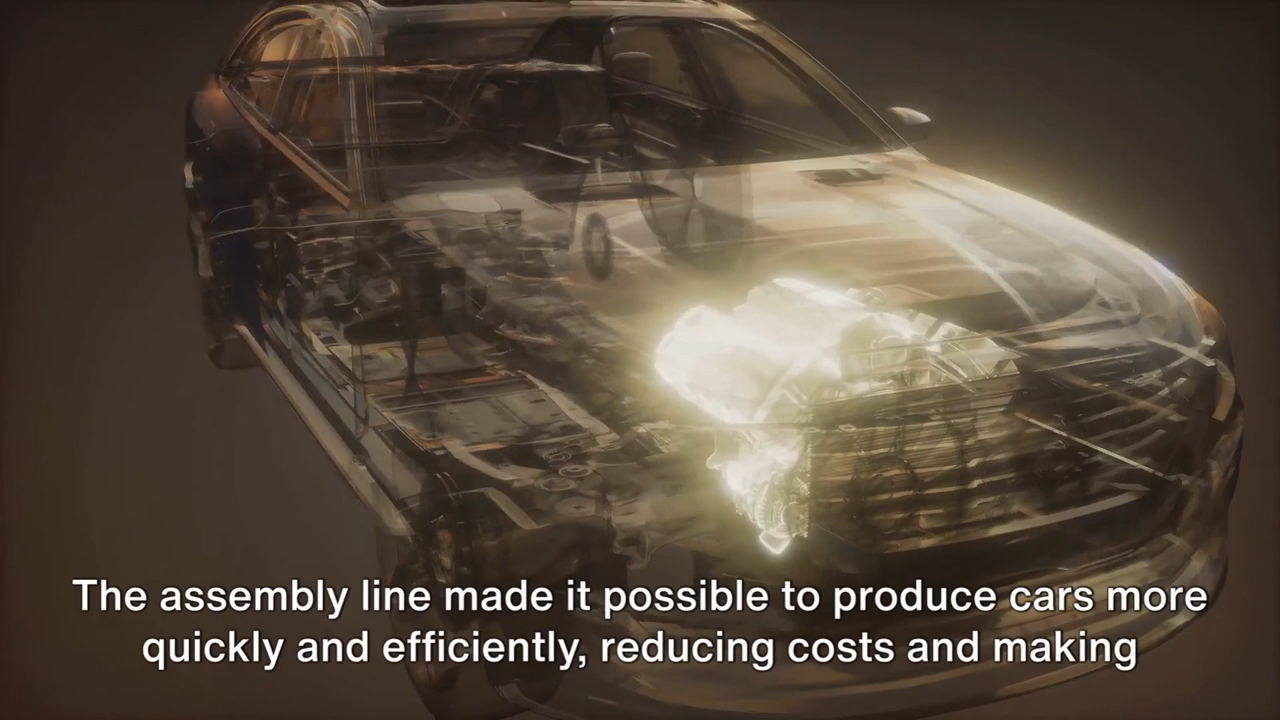 The assembly line made it possible to produce cars more
quickly and efficiently, reducing costs and making